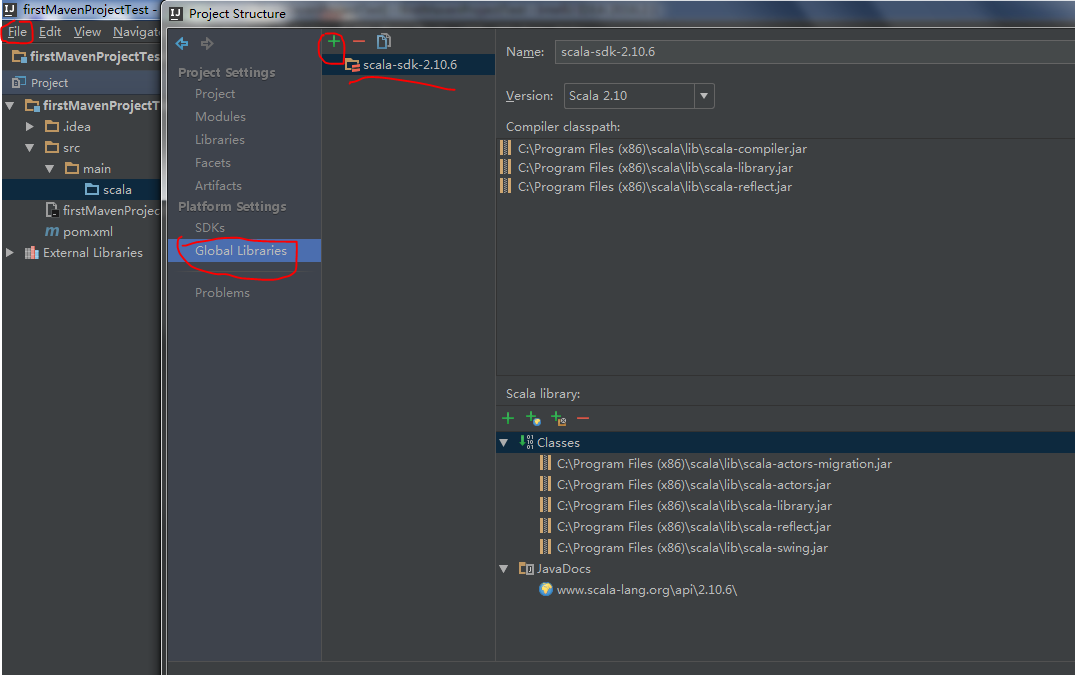 firstMavenProjectTest -
File Edit View Navigat
firstMavenProjectTes
Project
firstMavenProjectT
.idea
src
main
scala
firstMavenProjec
pom.xml
External Libraries
Project Structure
Project Settings
Project
Modules
Libraries
Facets
Artifacts
Platform Settings
SDKs
Global Libraries
Problems
scala-sdk-2.10.6
Name: scala-sdk-2.10.6
Version: Scala 2.10
Compiler classpath:
C:\Program Files (x86)\scala\lib\scala-compiler.jar
C:\Program Files (x86)\scala\lib\scala-library.jar
C:\Program Files (x86)\scala\lib\scala-reflect.jar
Scala library:
Classes
C:\Program Files (x86)\scala\lib\scala-actors-migration.jar
C:\Program Files (x86)\scala\lib\scala-actors.jar
C:\Program Files (x86)\scala\lib\scala-library.jar
C:\Program Files (x86)\scala\lib\scala-reflect.jar
C:\Program Files (x86)\scala\lib\scala-swing.jar
JavaDocs
www.scala-lang.org\api\2.10.6\